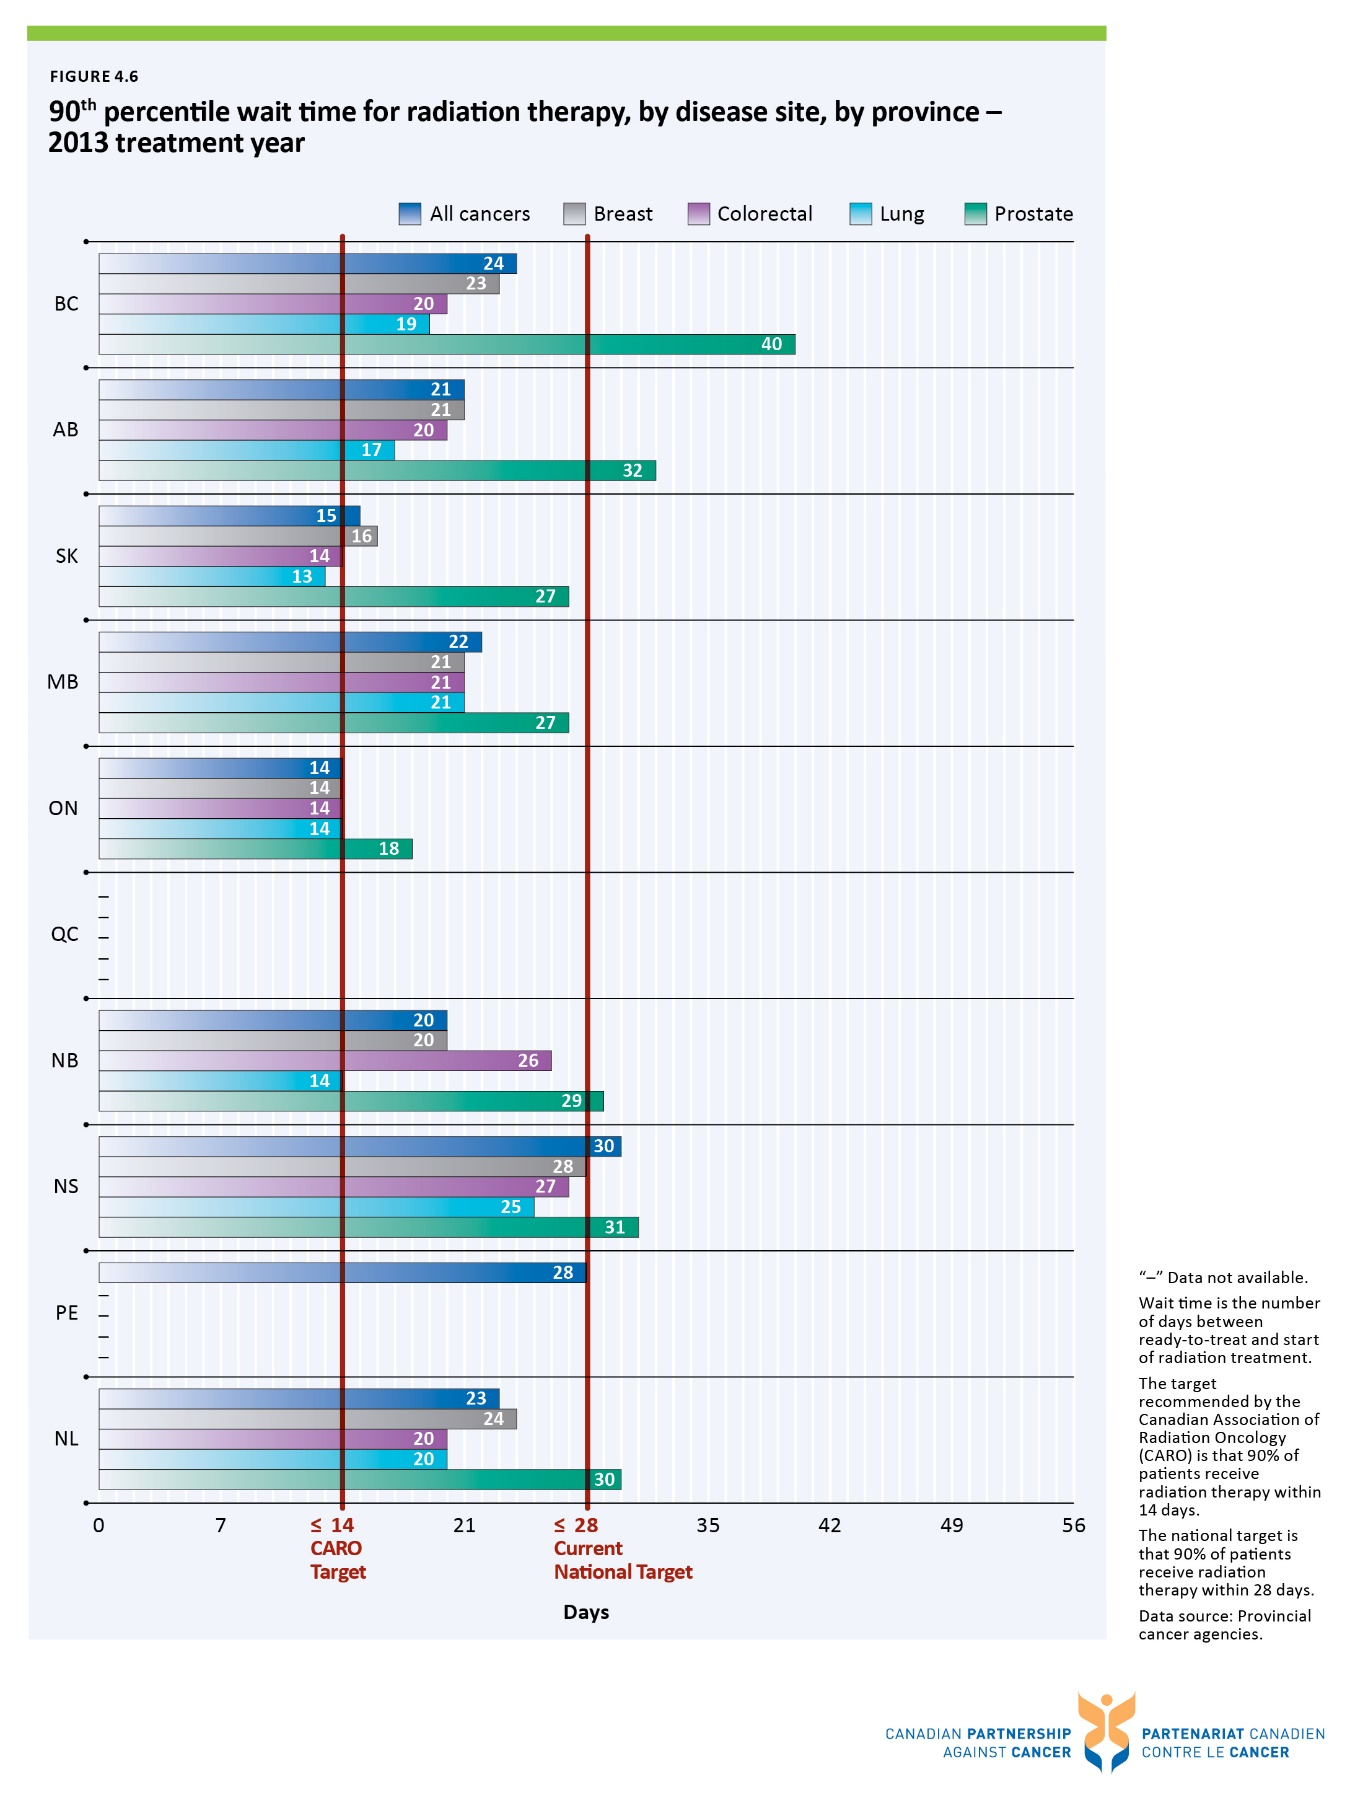 FIGURE 4.6
90th percentile wait time for radiation therapy, by disease site, by province –
2013 treatment year
All cancers Breast Colorectal Lung Prostate
BC
24
23
20
19
40
AB
21
21
20
17
32
SK
15
16
14
13
27
MB
22
21
21
21
27
ON
14
14
14
14
18
QC
–
–
–
–
–
NB
20
20
26
14
29
NS
30
28
27
25
31
PE
28
–
–
–
–
NL
23
24
20
20
30
0 7 ≤ 14 21 ≤ 28 35 42 49 56
CARO
Target
Current
National Target
Days
“–” Data not available.
Wait time is the number
of days between
ready-to-treat and start
of radiation treatment.
The target
recommended by the
Canadian Association of
Radiation Oncology
(CARO) is that 90% of
patients receive
radiation therapy within
14 days.
The national target is
that 90% of patients
receive radiation
therapy within 28 days.
Data source: Provincial
cancer agencies.
CANADIAN PARTNERSHIP
AGAINST CANCER
PARTENARIAT CANADIEN
CONTRE LE CANCER